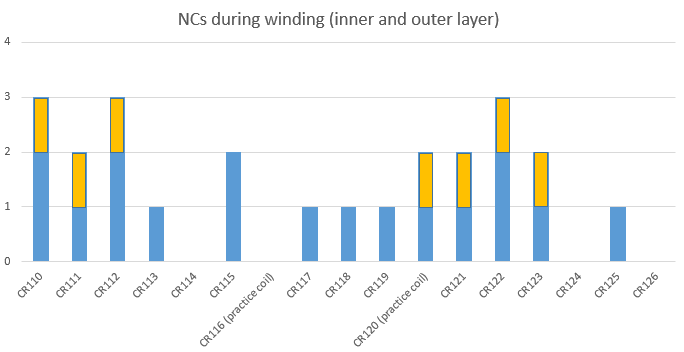 NCs during winding (inner and outer layer)
4
3
2
1
0
CR110
CR111
CR112
CR113
CR114
CR115
CR116 (practice coil)
CR117
CR118
CR119
CR120 (practice coil)
CR121
CR122
CR123
CR124
CR125
CR126